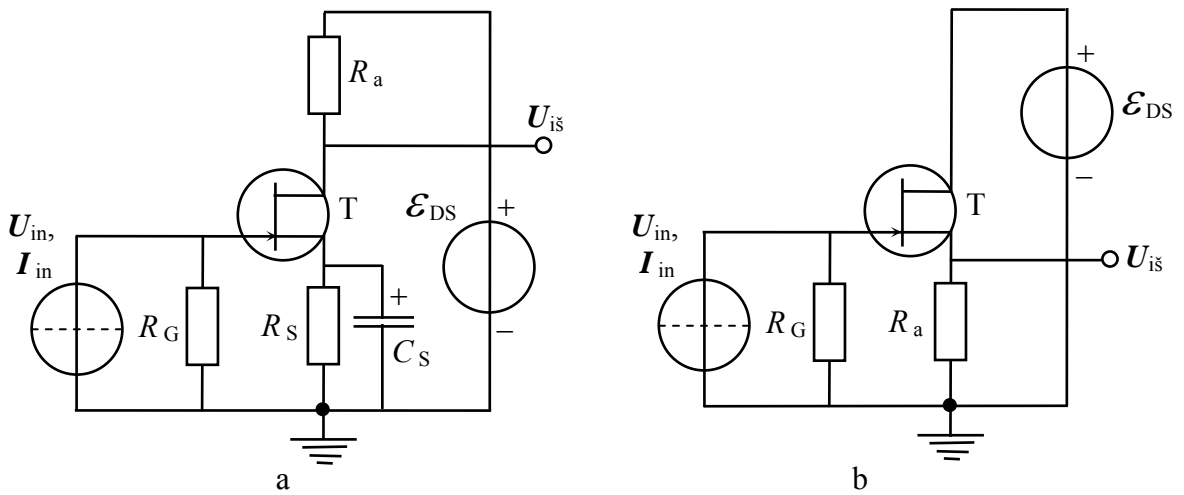 R a
U iš
T
ε DS
+
U in,
I in
R G
R S
+
C S
–
a
+
ε DS
–
T
U in,
I in
U iš
R G
R a
b